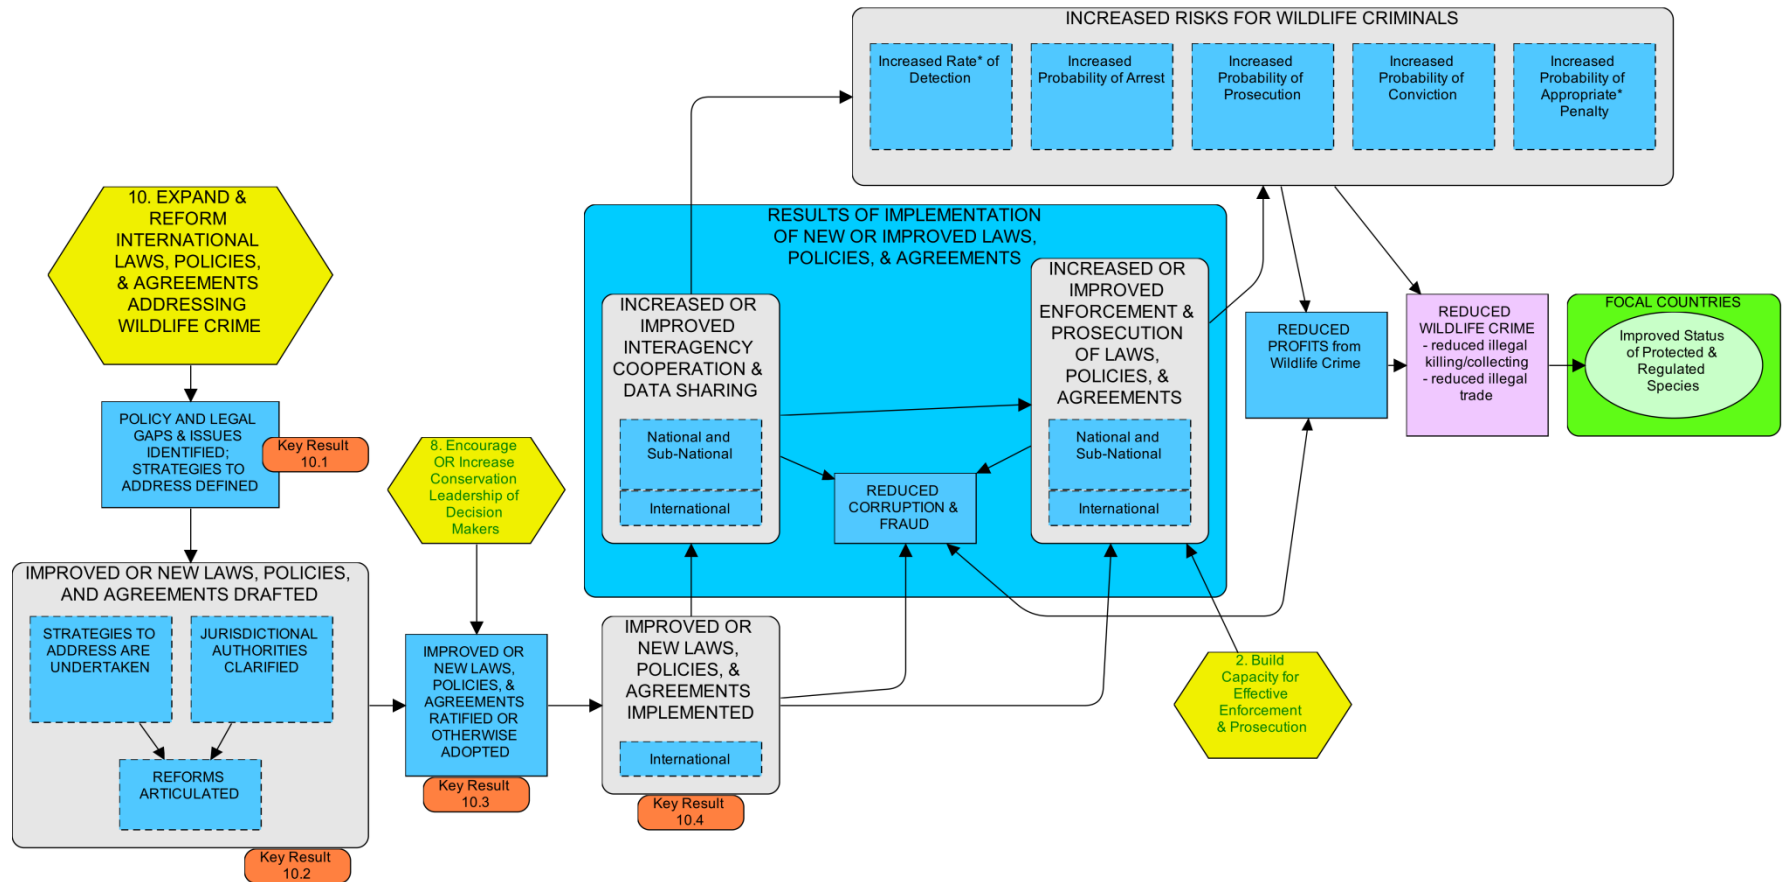 INCREASED RISKS FOR WILDLIFE CRIMINALS
Increased Rate* of
Detection
Increased
Probability of Arrest
Increased
Probability of
Prosecution
Increased
Probability of
Conviction
Increased
Probability of
Appropriate*
Penalty
10. EXPAND &
REFORM
INTERNATIONAL
LAWS, POLICIES,
& AGREEMENTS
ADDRESSING
WILDLIFE CRIME
POLICY AND LEGAL
GAPS & ISSUES
IDENTIFIED;
STRATEGIES TO
ADDRESS DEFINED
Key Result
10.1
IMPROVED OR NEW LAWS, POLICIES,
AND AGREEMENTS DRAFTED
STRATEGIES TO
ADDRESS ARE
UNDERTAKEN
JURISDICTIONAL
AUTHORITIES
CLARIFIED
REFORMS
ARTICULATED
Key Result
10.2
8. Encourage
OR Increase
Conservation
Leadership of
Decision
Makers
IMPROVED OR
NEW LAWS,
POLICIES, &
AGREEMENTS
RATIFIED OR
OTHERWISE
ADOPTED
Key Result
10.3
IMPROVED OR
NEW LAWS,
POLICIES, &
AGREEMENTS
IMPLEMENTED
International
Key Result
10.4
RESULTS OF IMPLEMENTATION
OF NEW OR IMPROVED LAWS,
POLICIES, & AGREEMENTS
INCREASED OR
IMPROVED
INTERAGENCY
COOPERATION &
DATA SHARING
National and
Sub-National
International
REDUCED
CORRUPTION &
FRAUD
INCREASED OR
IMPROVED
ENFORCEMENT &
PROSECUTION
OF LAWS,
POLICIES, &
AGREEMENTS
National and
Sub-National
International
2. Build
Capacity for
Effective
Enforcement
& Prosecution
REDUCED
PROFITS from
Wildlife Crime
REDUCED
WILDLIFE CRIME
- reduced illegal
killing/collecting
- reduced illegal
trade
FOCAL COUNTRIES
Improved Status
of Protected &
Regulated
Species